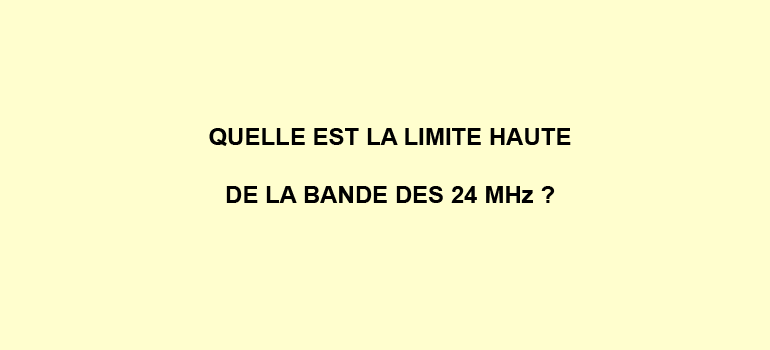 QUELLE EST LA LIMITE HAUTE
DE LA BANDE DES 24 MHz ?